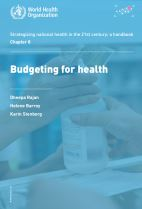 World Health
Organization
Strategizing national health in the 21st century: a handbook
Chapter 8
Budgeting for health
Dheepa Rajan
Helene Barroy
Karin Stenberg